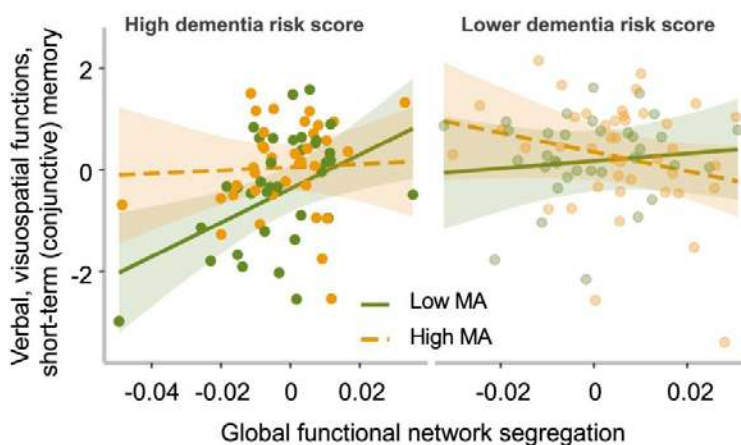 High dementia risk score
Lower dementia risk score
Verbal, visuospatial functions,
short-term (conjunctive) memory
2
0
-2
Low MA
High MA
-0.04 -0.02 0 0.02
-0.02 0 0.02
Global functional network segregation